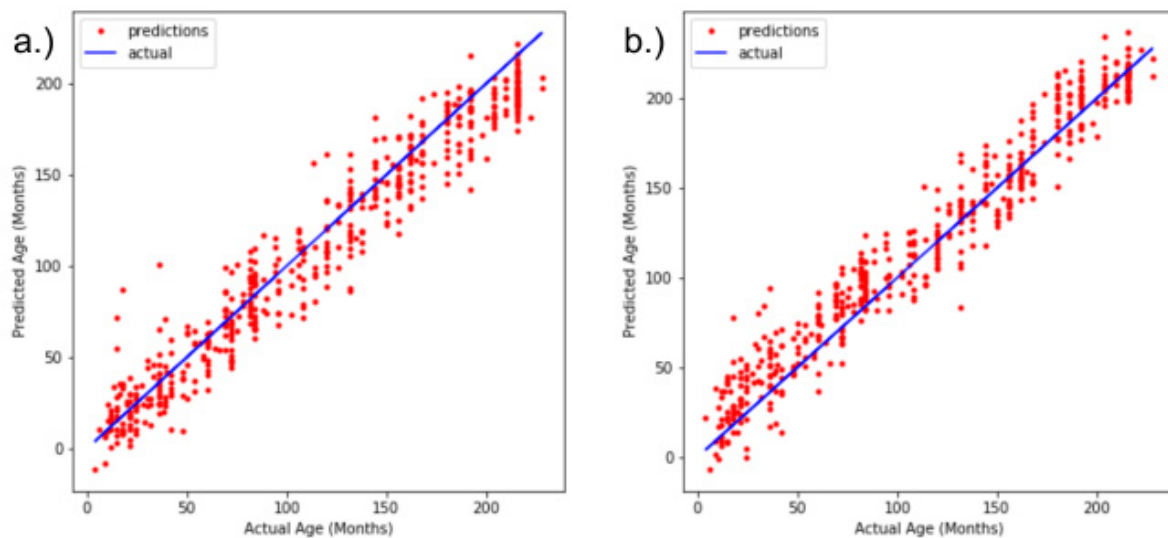 a.)
predictions
actual
Predicted Age (Months)
200
150
100
50
0
0 50 100 150 200
Actual Age (Months)
b.)
predictions
actual
Predicted Age (Months)
200
150
100
50
0
0 50 100 150 200
Actual Age (Months)